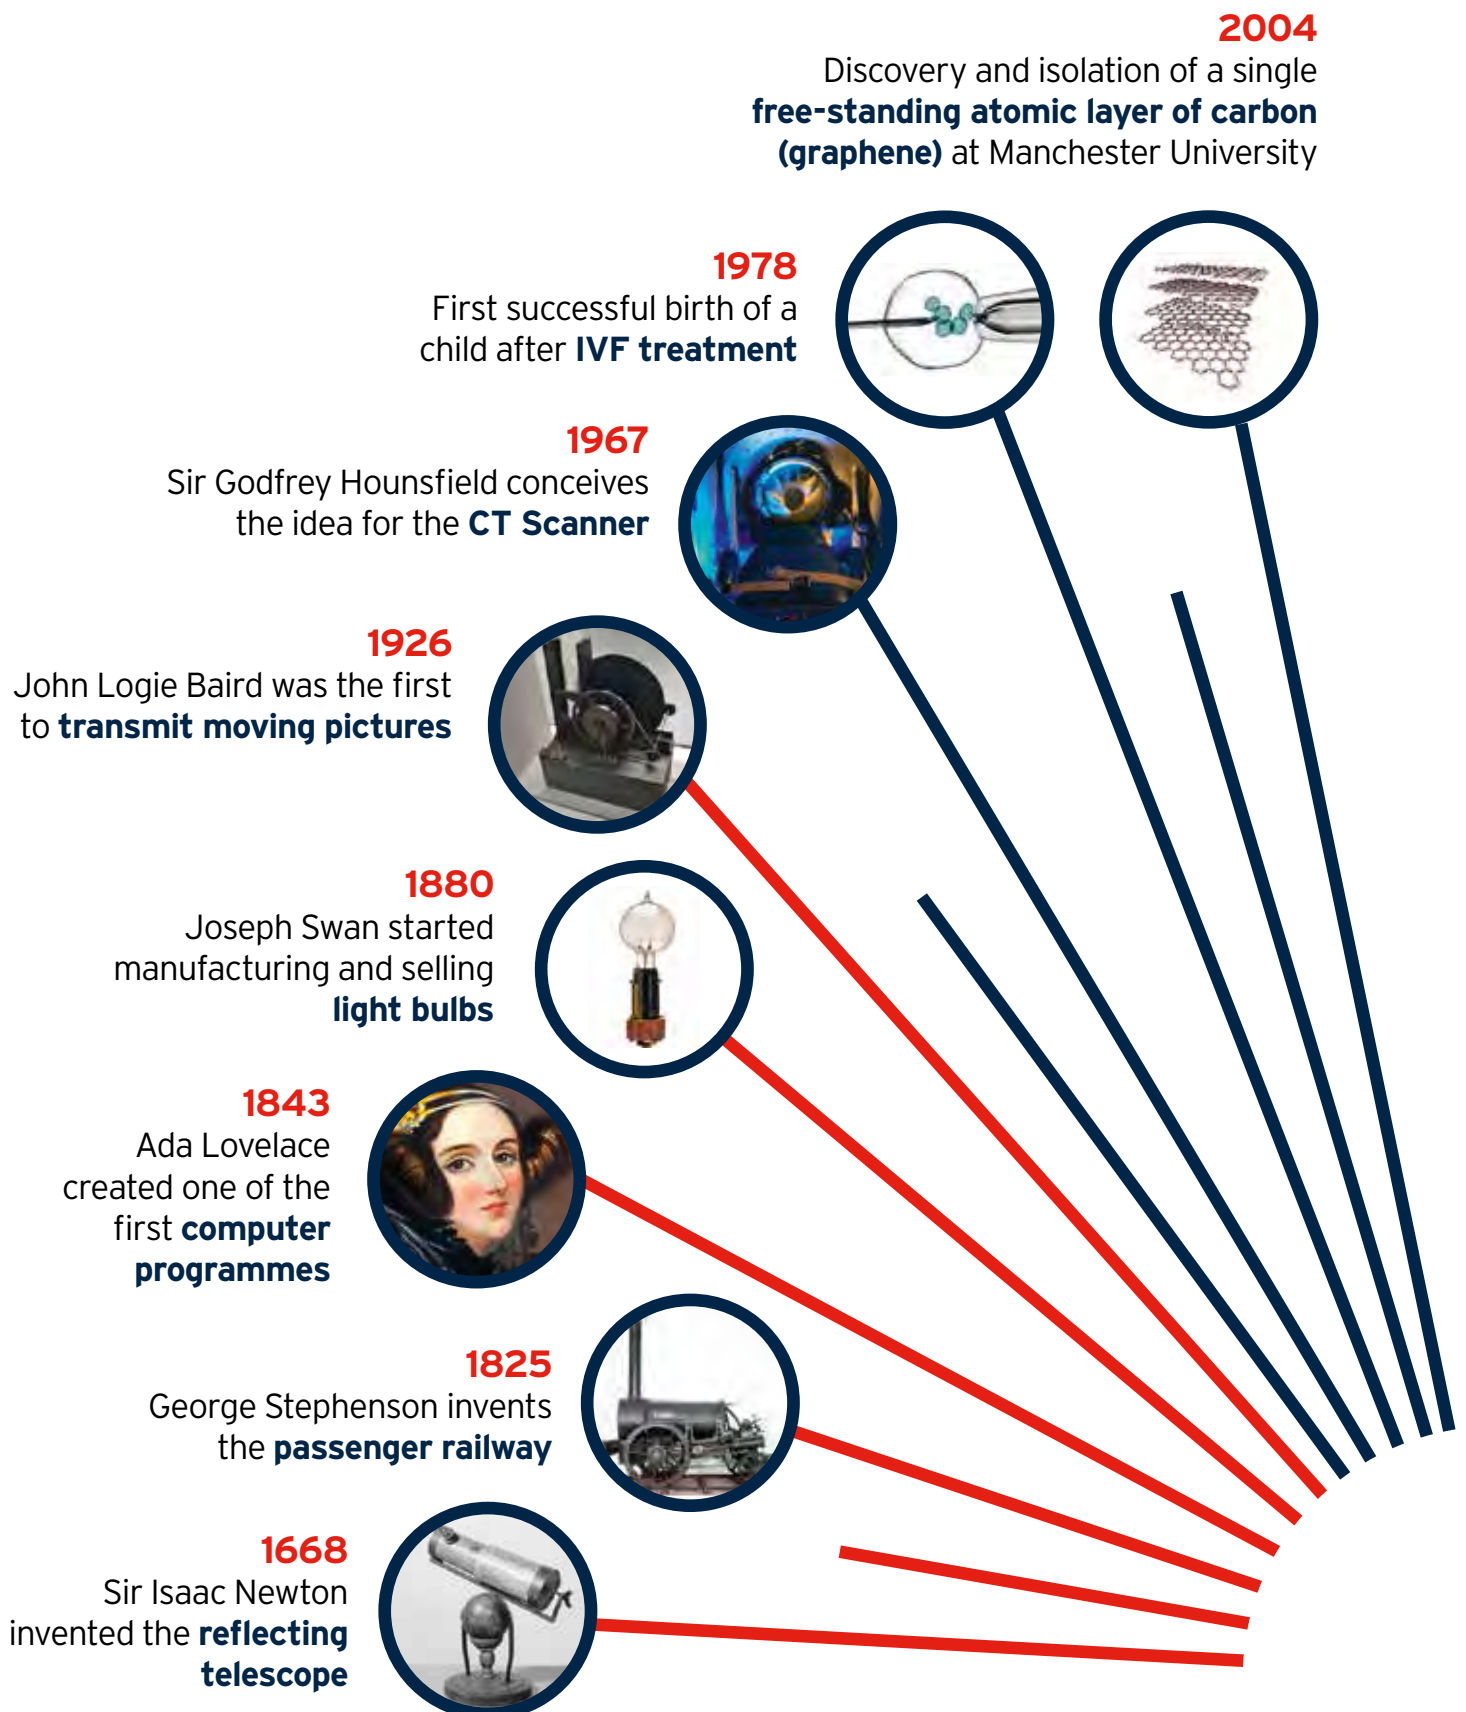 2004
Discovery and isolation of a single
free-standing atomic layer of carbon
(graphene) at Manchester University
1978
First successful birth of a
child after IVF treatment
1967
Sir Godfrey Hounsfield conceives
the idea for the CT Scanner
1926
John Logie Baird was the first
to transmit moving pictures
1880
Joseph Swan started
manufacturing and selling
light bulbs
1843
Ada Lovelace
created one of the
first computer
programmes
1825
George Stephenson invents
the passenger railway
1668
Sir Isaac Newton
invented the reflecting
telescope